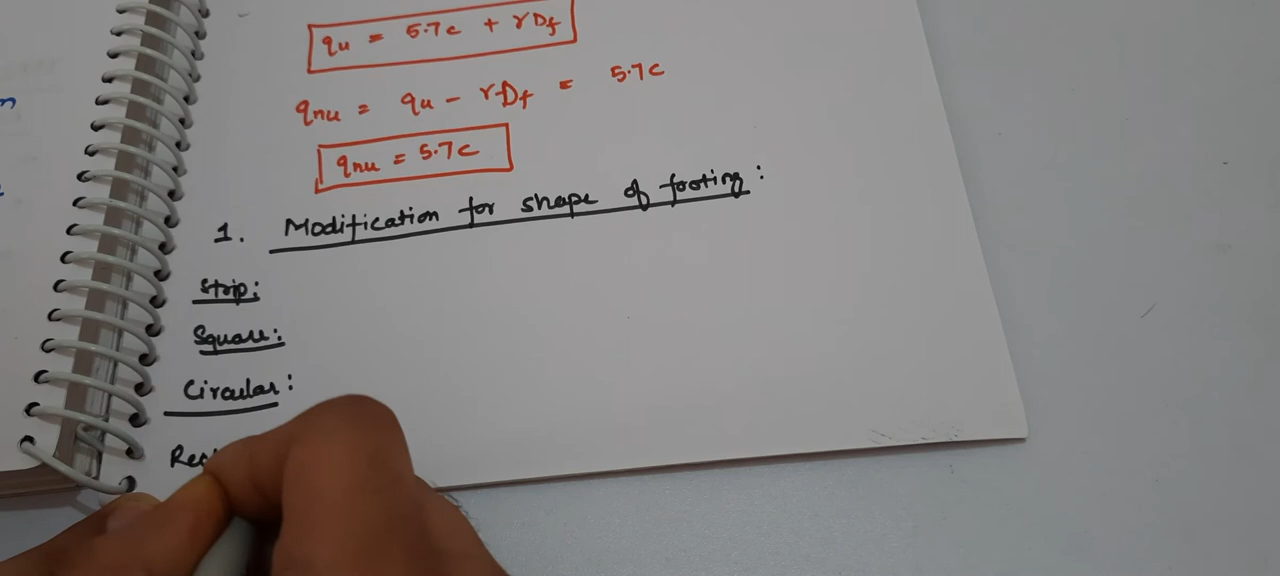 qu = 5.7c + γDf
qnu = qu - γDf = 5.7c
qnu = 5.7c
1. Modification for shape of footing:
Strip:
Square:
Circular: